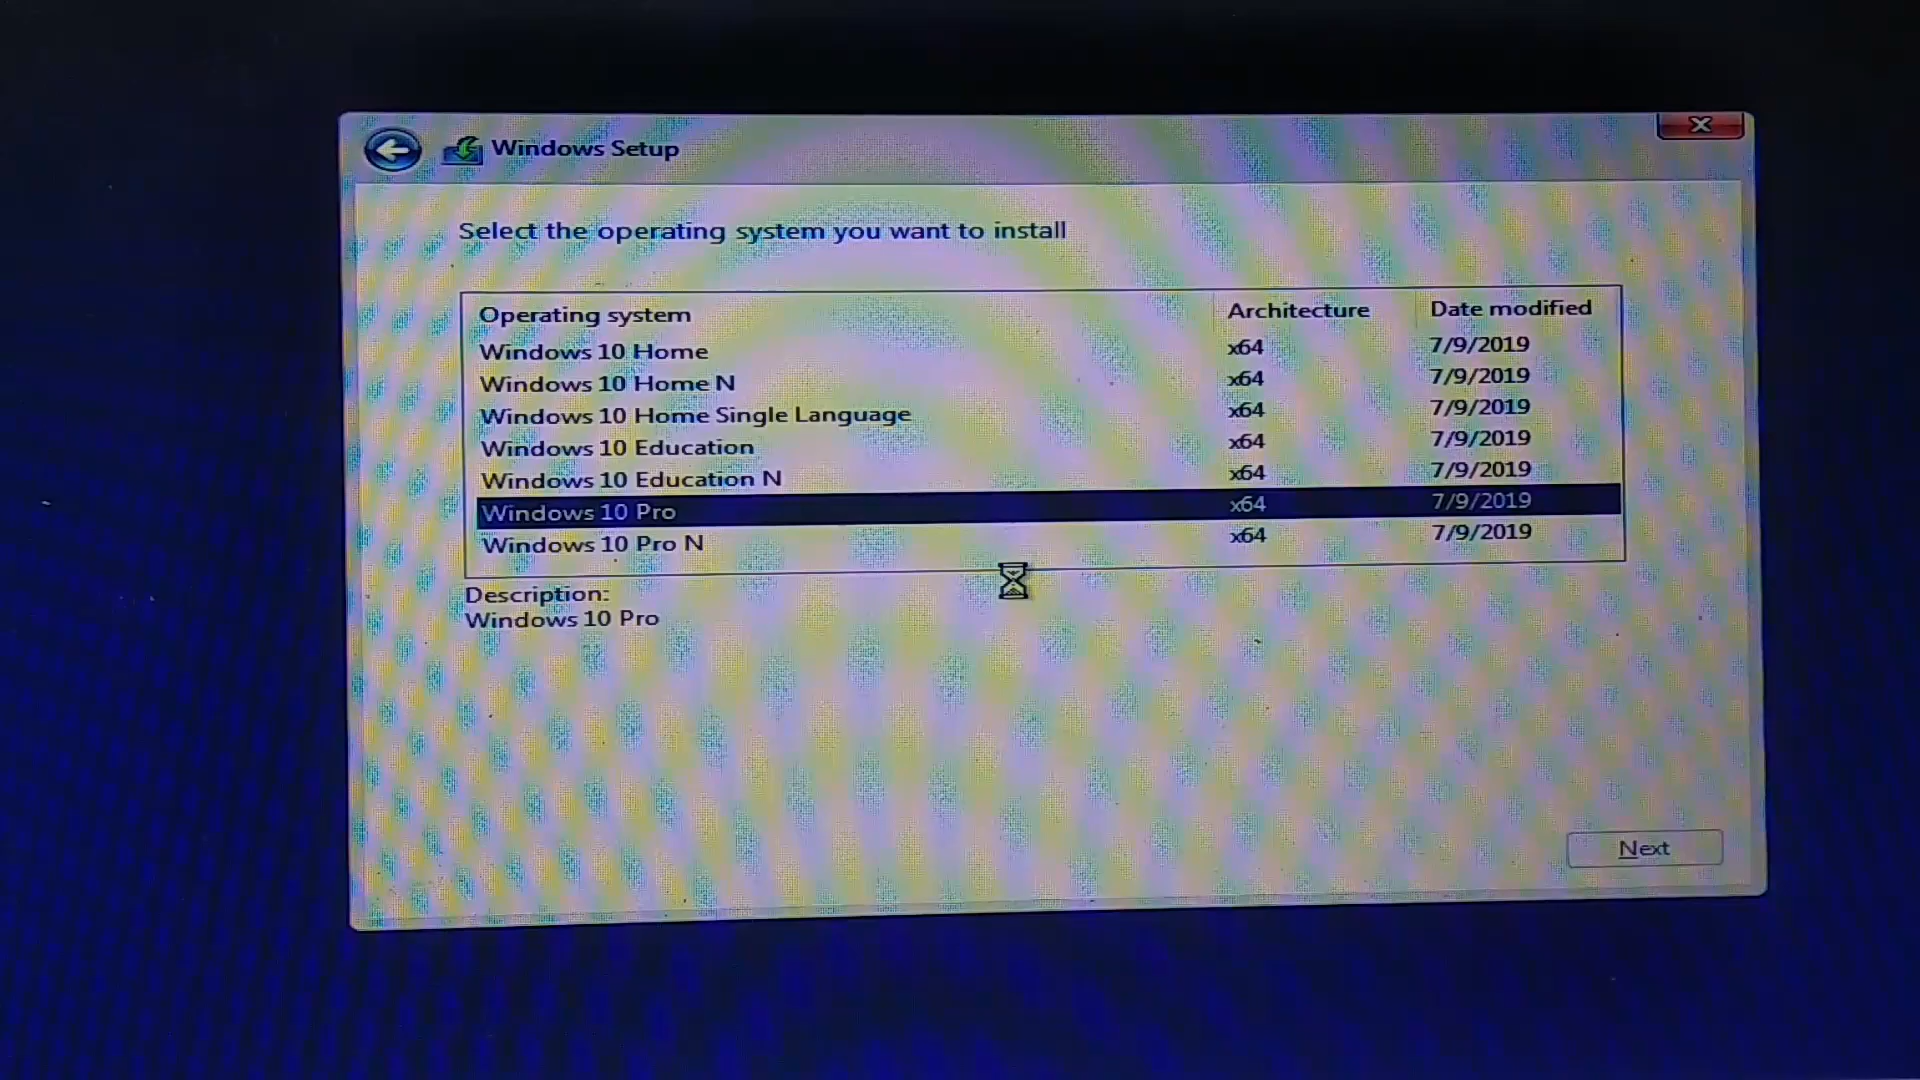 Windows Setup
Select the operating system you want to install
Operating system Architecture Date modified
Windows 10 Home x64 7/9/2019
Windows 10 Home N x64 7/9/2019
Windows 10 Home Single Language x64 7/9/2019
Windows 10 Education x64 7/9/2019
Windows 10 Education N x64 7/9/2019
Windows 10 Pro x64 7/9/2019
Windows 10 Pro N x64 7/9/2019
Description:
Windows 10 Pro
Next